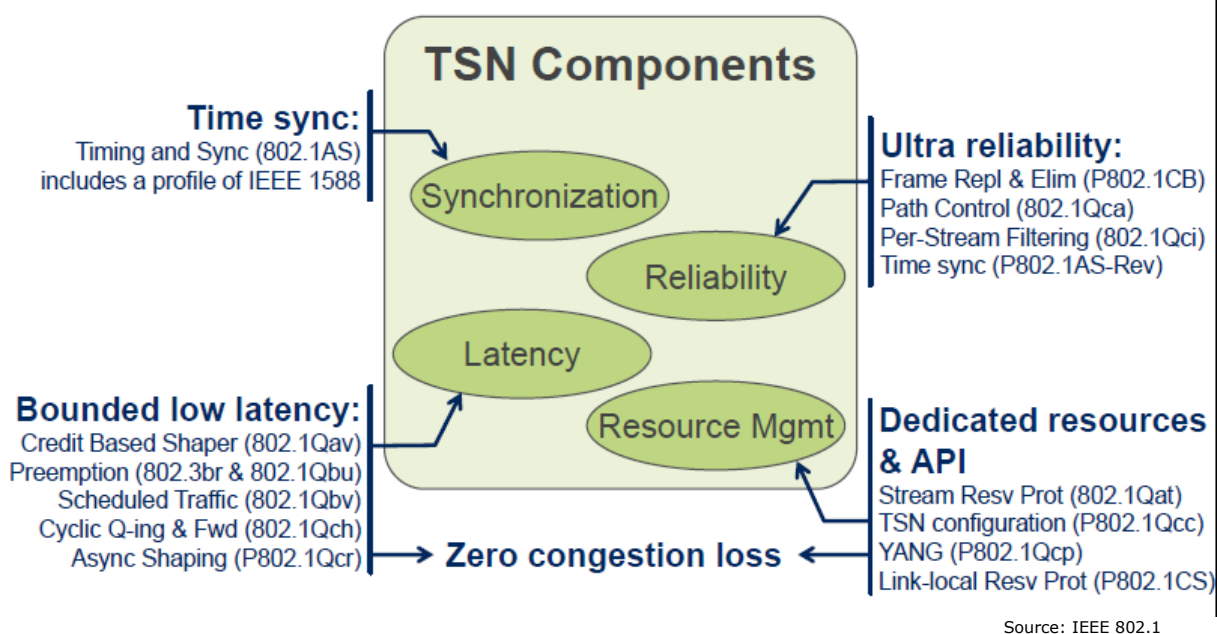 TSN Components
Time sync:
Timing and Sync (802.1AS)
includes a profile of IEEE 1588
Synchronization
Ultra reliability:
Frame Repl & Elim (P802.1CB)
Path Control (802.1Qca)
Per-Stream Filtering (802.1Qci)
Time sync (P802.1AS-Rev)
Reliability
Latency
Bounded low latency:
Credit Based Shaper (802.1Qav)
Preemption (802.3br & 802.1Qbu)
Scheduled Traffic (802.1Qbv)
Cyclic Q-ing & Fwd (802.1Qch)
Async Shaping (P802.1Qcr)
Resource Mgmt
Dedicated resources
& API
Stream Resv Prot (802.1Qat)
TSN configuration (P802.1Qcc)
YANG (P802.1Qcp)
Link-local Resv Prot (P802.1CS)
Zero congestion loss
Source: IEEE 802.1